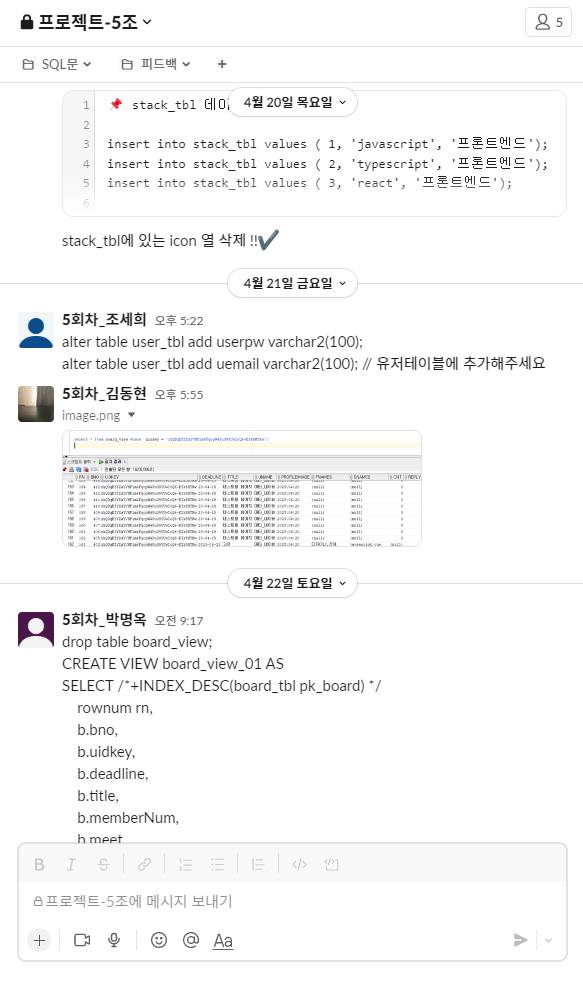 프로젝트-5조
5
SQL문
피드백
+
1 📌 stack_tbl
4월 20일 목요일
2
3 insert into stack_tbl values ( 1, 'javascript', '프론트엔드');
4 insert into stack_tbl values ( 2, 'typescript', '프론트엔드');
5 insert into stack_tbl values ( 3, 'react', '프론트엔드');
6
stack_tbl에 있는 icon 열 삭제 !!✔️
4월 21일 금요일
5회차_조세희 오후 5:22
alter table user_tbl add userpw varchar2(100);
alter table user_tbl add uemail varchar2(100); // 유저테이블에 추가해주세요
5회차_김동현 오후 5:55
image.png
4월 22일 토요일
5회차_박명옥 오전 9:17
drop table board_view;
CREATE VIEW board_view_01 AS
SELECT /*+INDEX_DESC(board_tbl pk_board) */
rownum rn,
b.bno,
b.uidkey,
b.deadline,
b.title,
b.memberNum,
b.meet
B I S
프로젝트-5조에 메시지 보내기
+ @ Aa